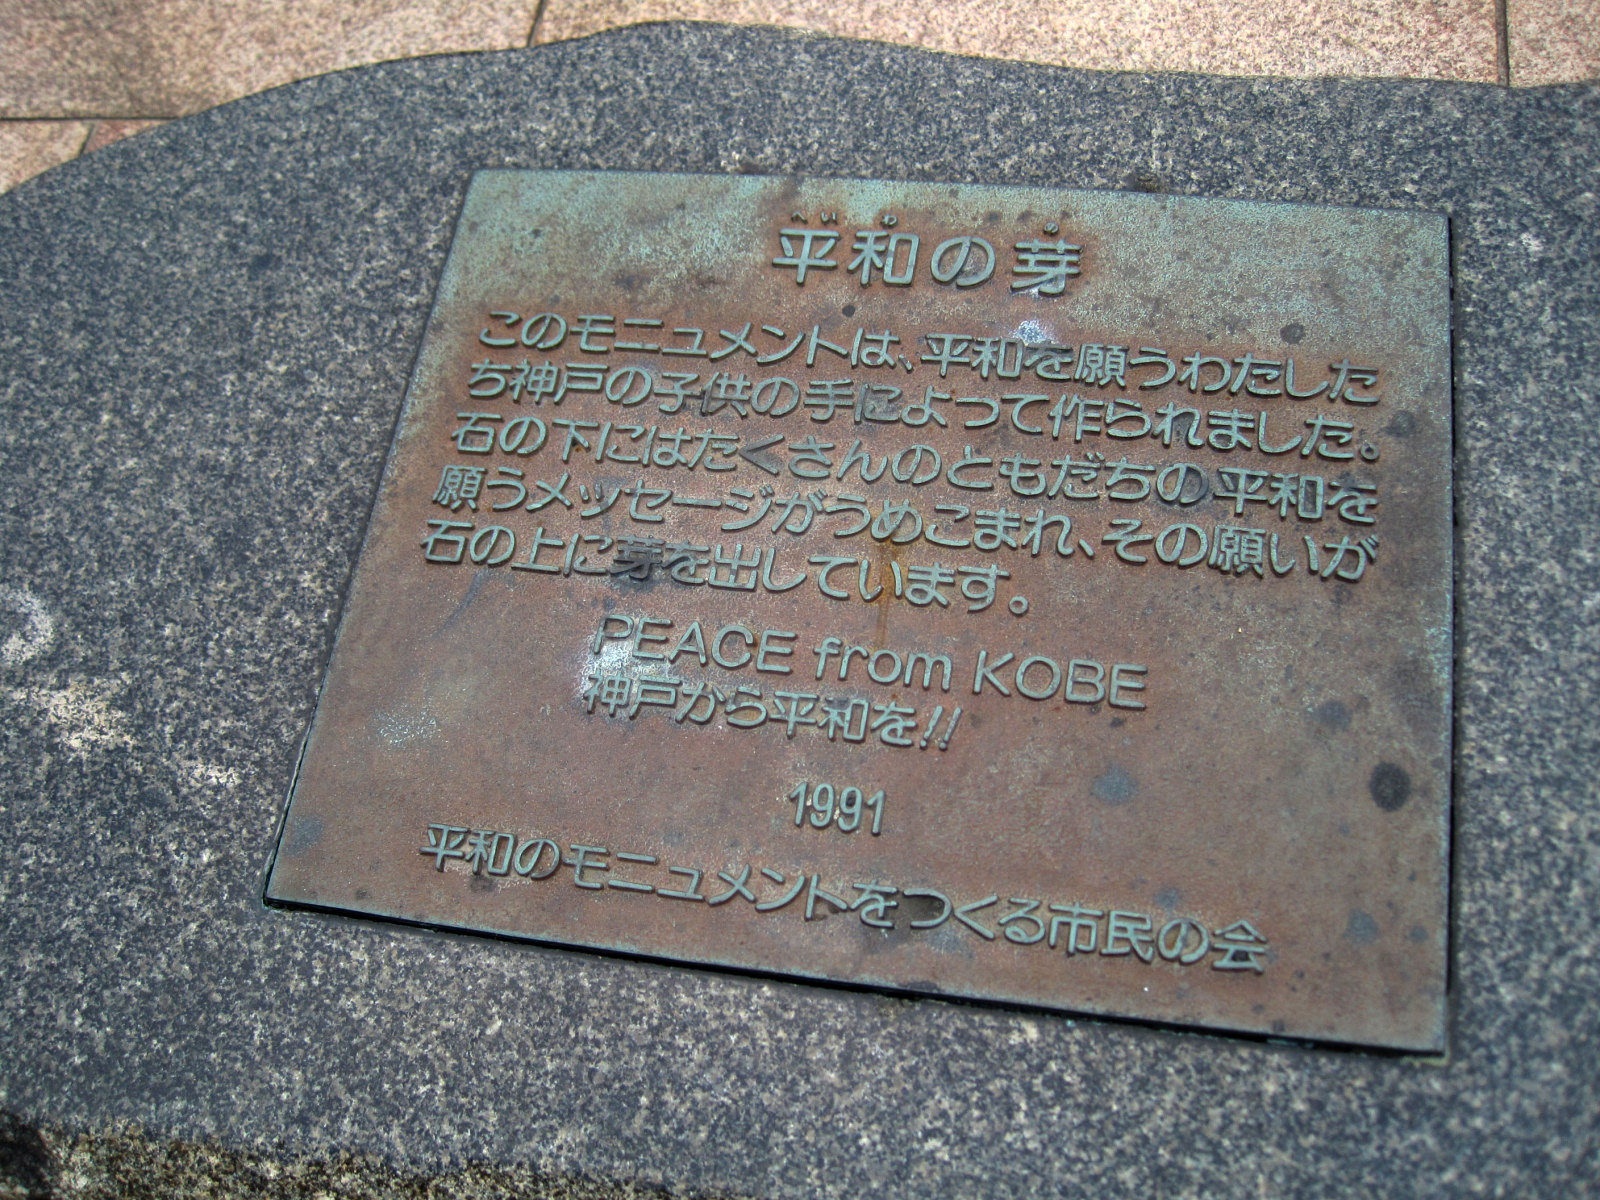 へいわ め
平和の芽
このモニュメントは、平和を願うわたした
ち神戸の子供の手によって作られました。
石の下にはたくさんのともだちの平和を
願うメッセージがうめこまれ、その願いが
石の上に芽を出しています。
PEACE from KOBE
神戸から平和を!!
1991
平和のモニュメントをつくる市民の会